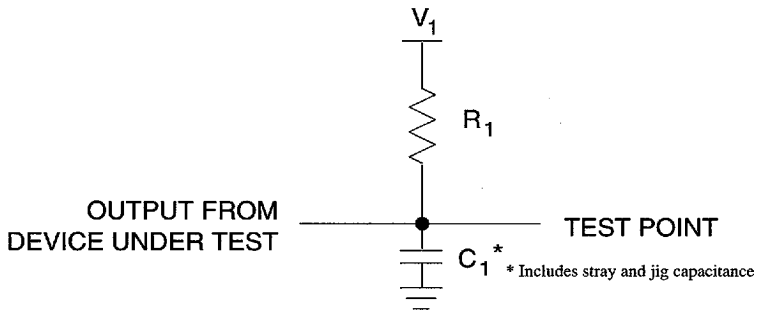 V₁
R₁
OUTPUT FROM
DEVICE UNDER TEST
TEST POINT
C₁*
* Includes stray and jig capacitance